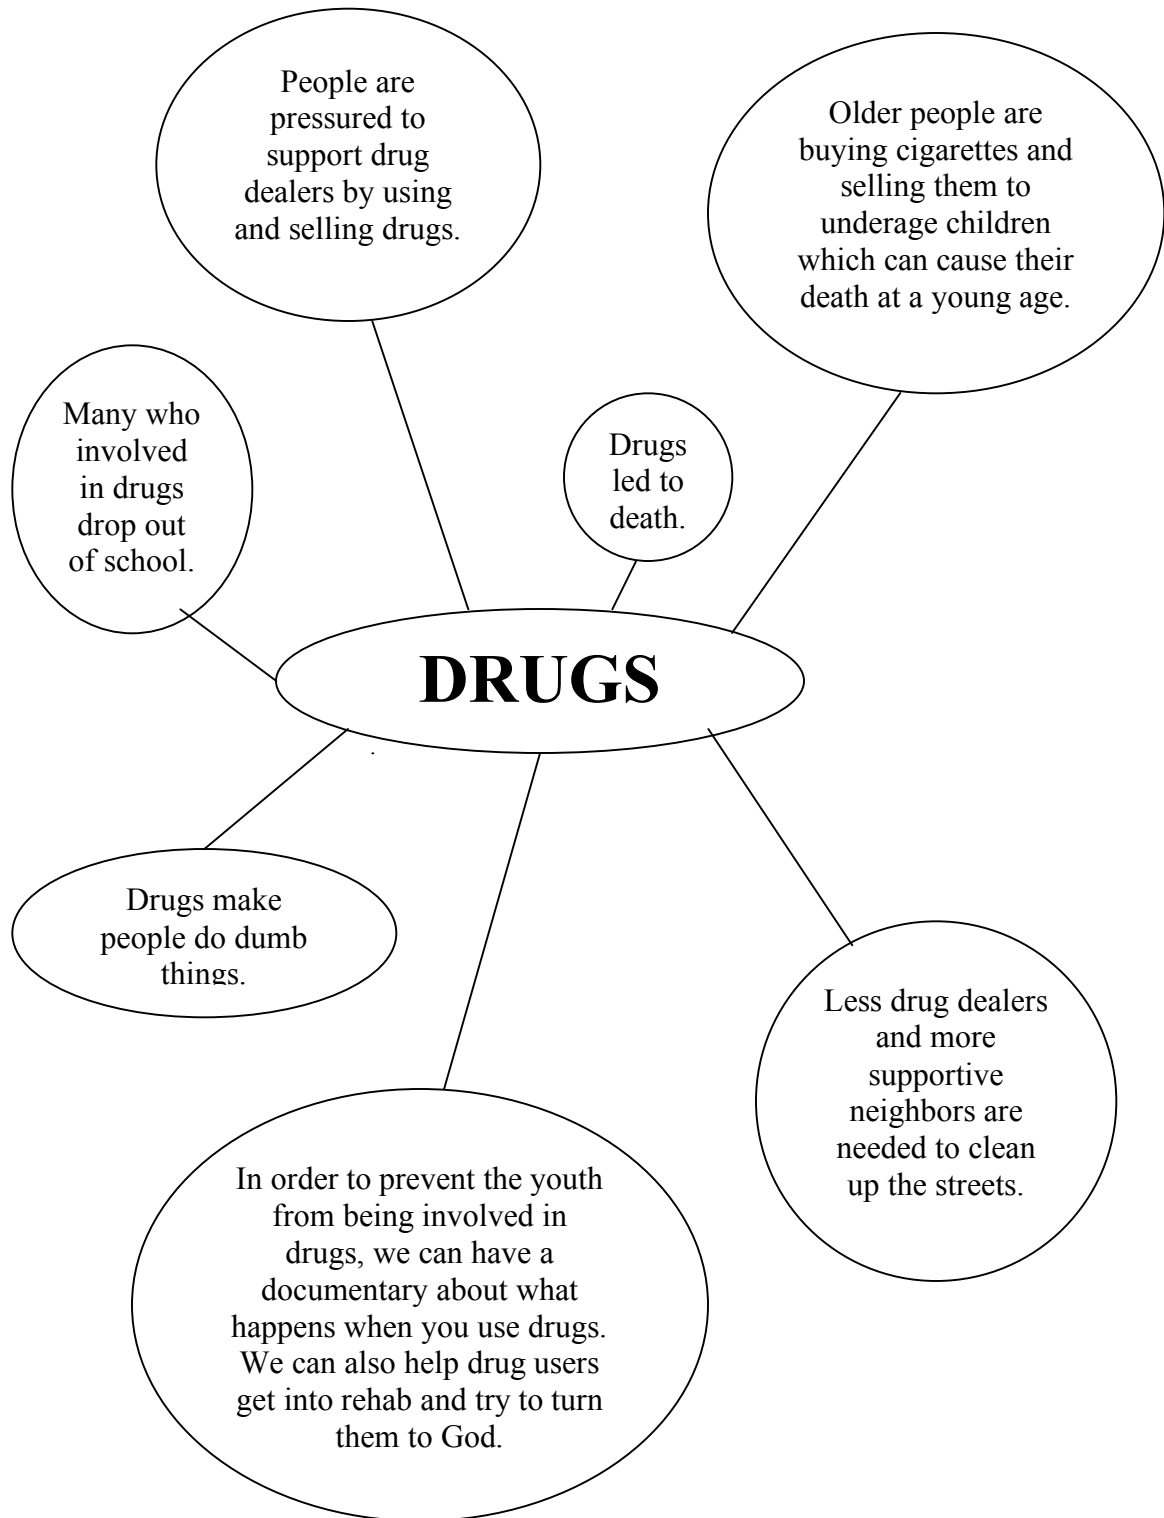 People are
pressured to
support drug
dealers by using
and selling drugs.
Older people are
buying cigarettes and
selling them to
underage children
which can cause their
death at a young age.
Many who
involved
in drugs
drop out
of school.
Drugs
led to
death.
DRUGS
Drugs make
people do dumb
things.
Less drug dealers
and more
supportive
neighbors are
needed to clean
up the streets.
In order to prevent the youth
from being involved in
drugs, we can have a
documentary about what
happens when you use drugs.
We can also help drug users
get into rehab and try to turn
them to God.